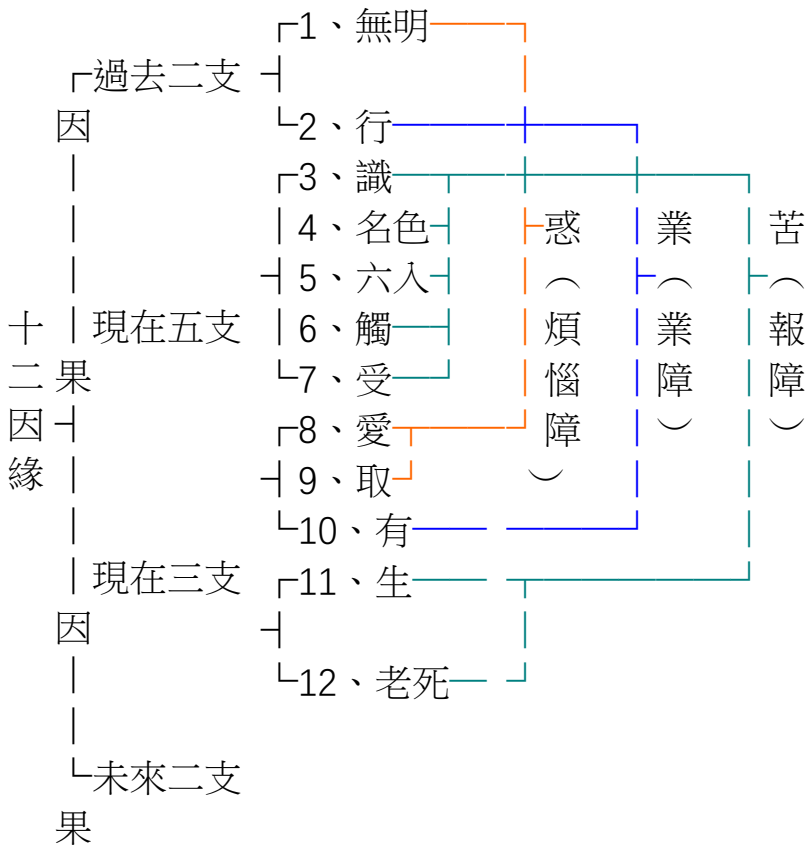 1、無明
過去二支
因
2、行
3、識
4、名色
5、六入
現在五支
6、觸
果
7、受
8、愛
9、取
10、有
現在三支
11、生
因
12、老死
未來二支
果
十二因緣
惑（煩惱障）
業（業障）
苦（報障）